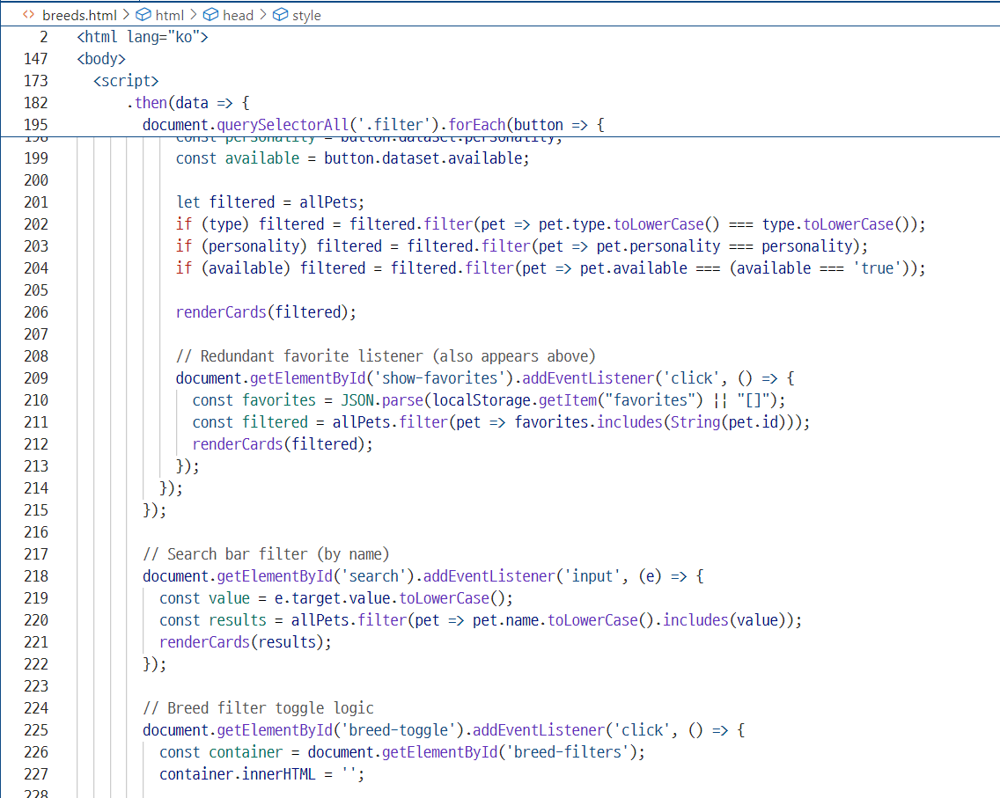 breeds.html > html > head > style
2 <html lang="ko">
147 <body>
173 <script>
182 .then(data => {
195 document.querySelectorAll('.filter').forEach(button => {
198 const personality = button.dataset.personality;
199 const available = button.dataset.available;
200
201 let filtered = allPets;
202 if (type) filtered = filtered.filter(pet => pet.type.toLowerCase() === type.toLowerCase());
203 if (personality) filtered = filtered.filter(pet => pet.personality === personality);
204 if (available) filtered = filtered.filter(pet => pet.available === (available === 'true'));
205
206 renderCards(filtered);
207
208 // Redundant favorite listener (also appears above)
209 document.getElementById('show-favorites').addEventListener('click', () => {
210 const favorites = JSON.parse(localStorage.getItem("favorites") || "[]");
211 const filtered = allPets.filter(pet => favorites.includes(String(pet.id)));
212 renderCards(filtered);
213 });
214 });
215 });
216
217 // Search bar filter (by name)
218 document.getElementById('search').addEventListener('input', (e) => {
219 const value = e.target.value.toLowerCase();
220 const results = allPets.filter(pet => pet.name.toLowerCase().includes(value));
221 renderCards(results);
222 });
223
224 // Breed filter toggle logic
225 document.getElementById('breed-toggle').addEventListener('click', () => {
226 const container = document.getElementById('breed-filters');
227 container.innerHTML = '';
228